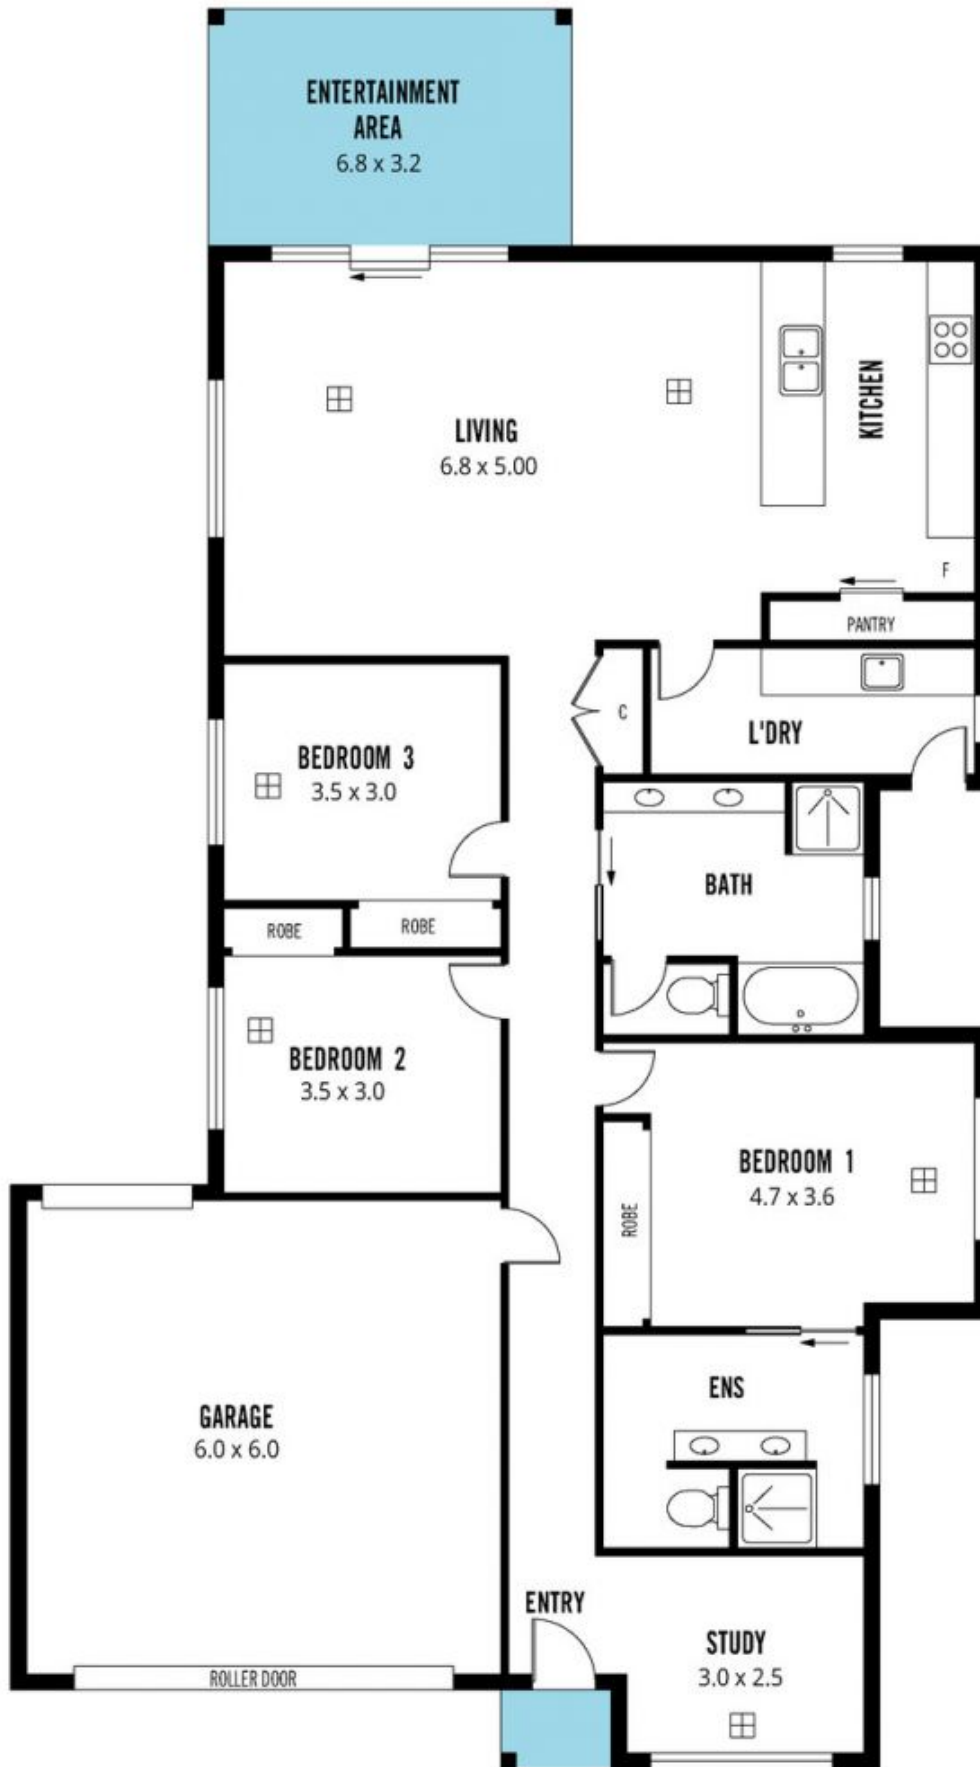 ENTERTAINMENT
AREA
6.8 x 3.2
KITCHEN
LIVING
6.8 x 5.00
F
PANTRY
C
L'DRY
BEDROOM 3
3.5 x 3.0
BATH
ROBE
ROBE
BEDROOM 2
3.5 x 3.0
BEDROOM 1
4.7 x 3.6
ROBE
ENS
GARAGE
6.0 x 6.0
ENTRY
STUDY
3.0 x 2.5
ROLLER DOOR